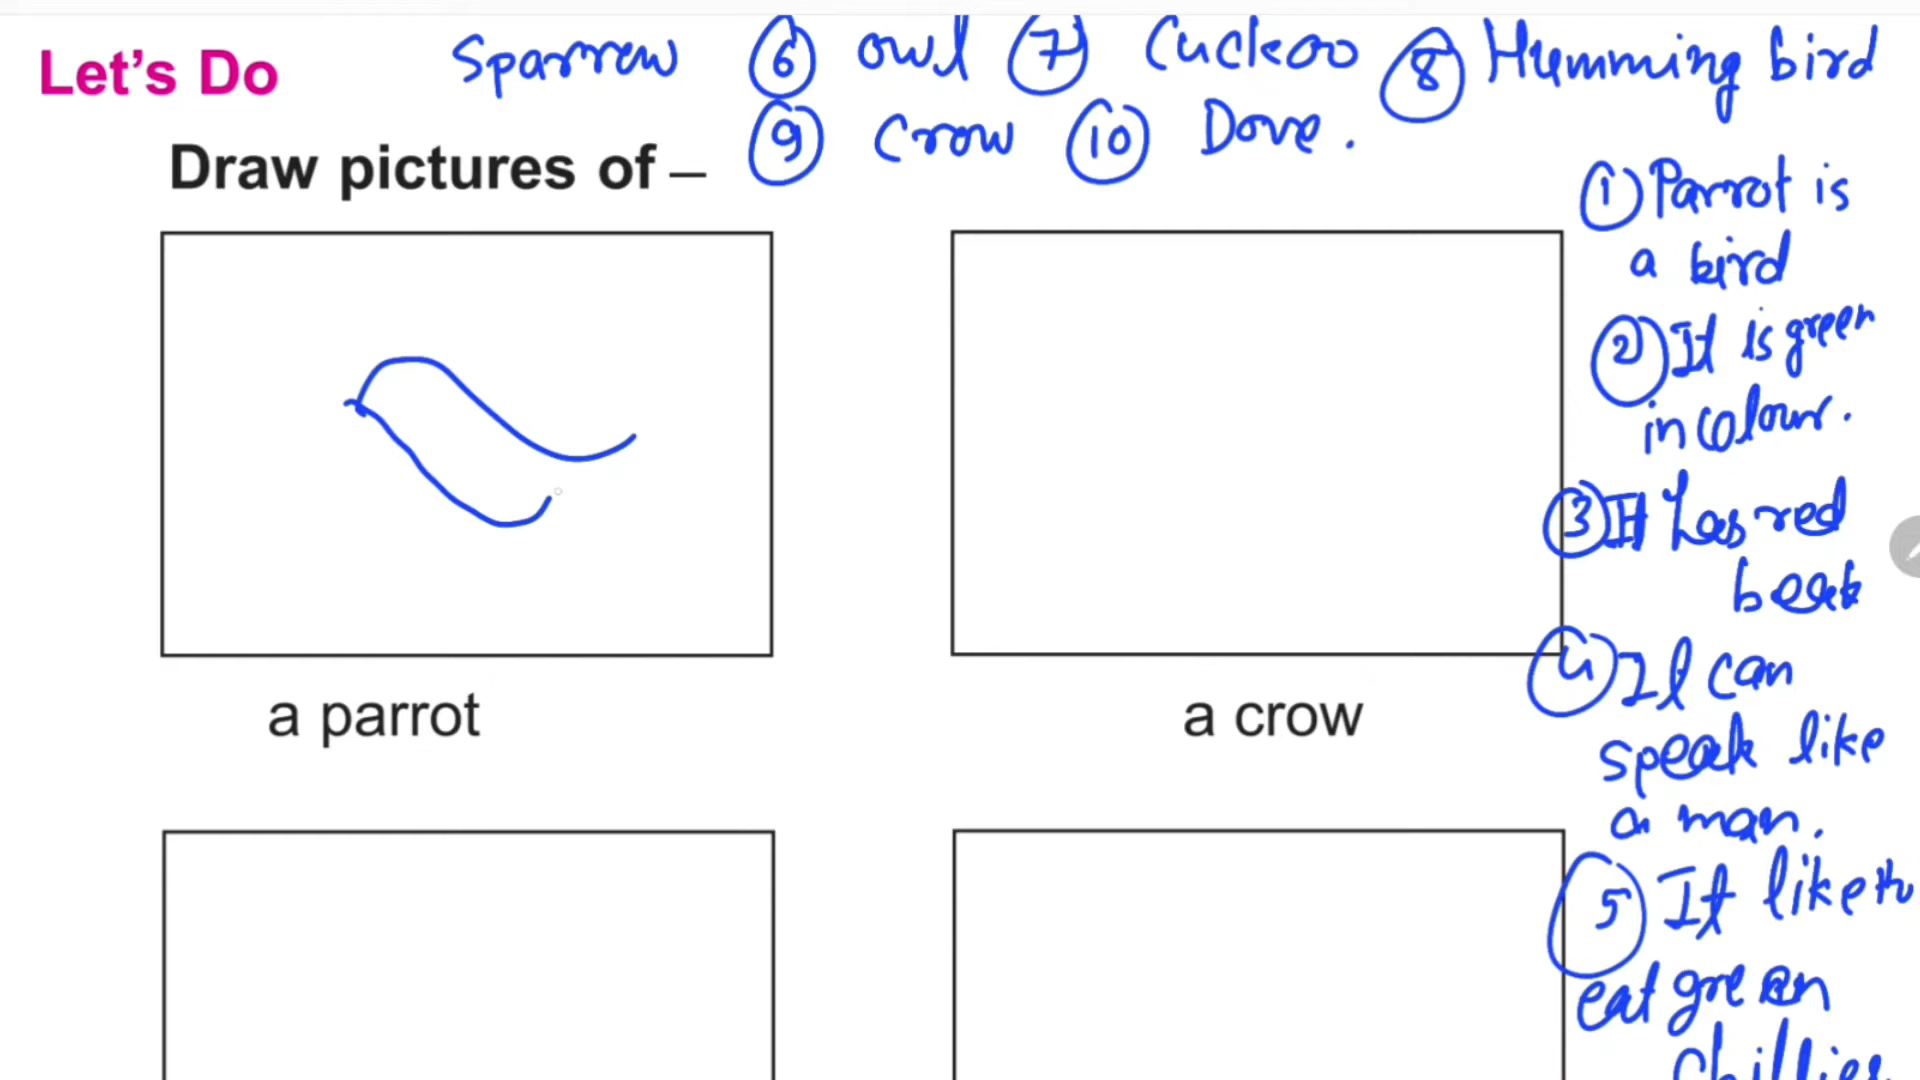 Let's Do
Sparrow ⑥ owl ⑦ Cuckoo ⑧ Humming bird
⑨ Crow ⑩ Dove.
Draw pictures of –
① Parrot is
a bird
② It is green
in colour.
③ It has red
beak
④ It can
speak like
a man.
⑤ It like to
eat green
chillies
a parrot
a crow